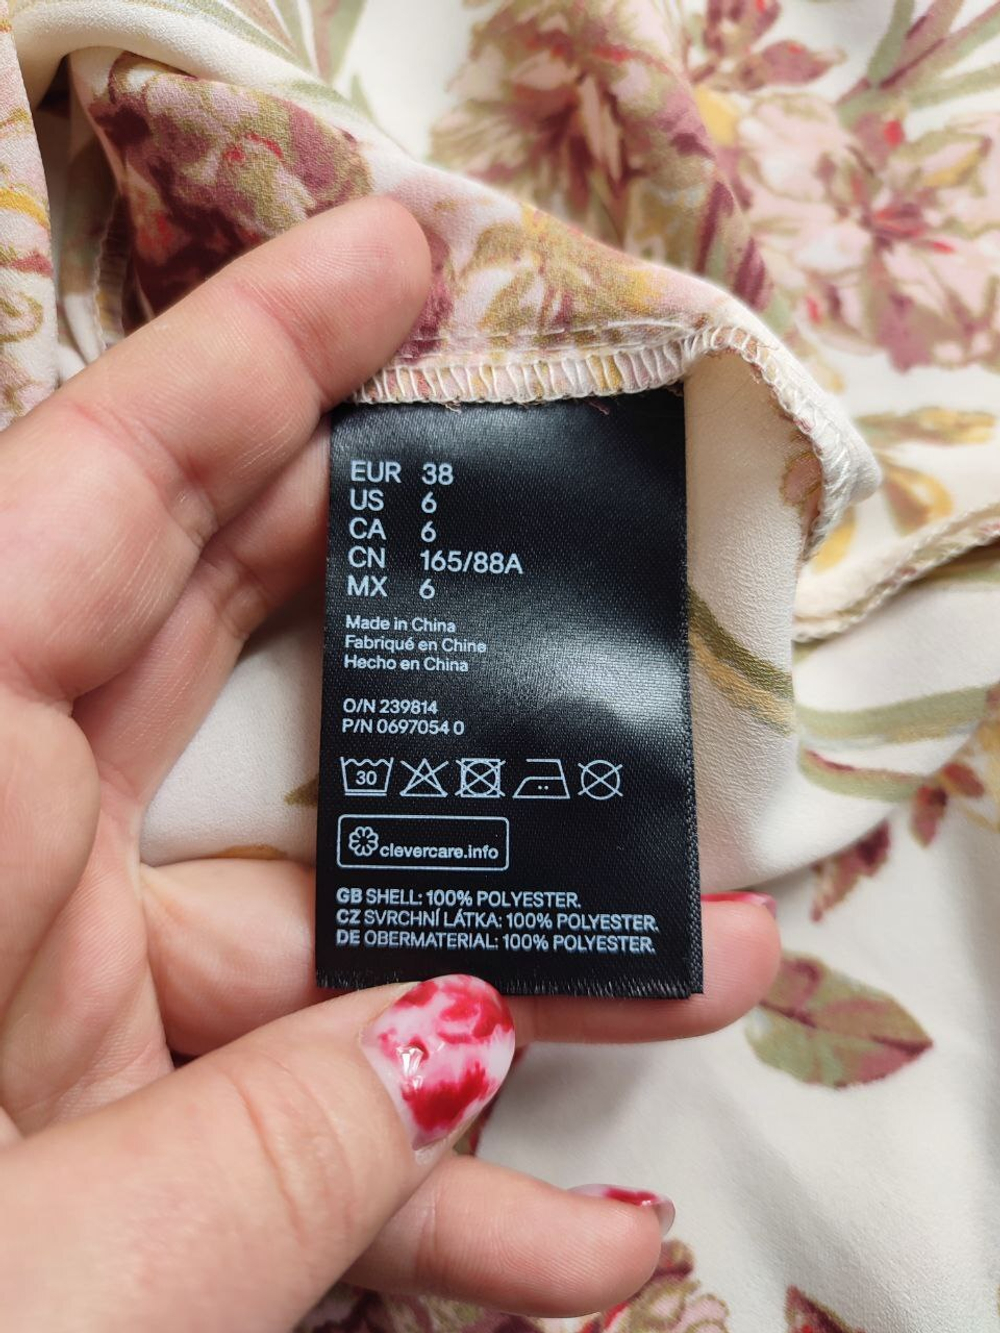 EUR 38
US 6
CA 6
CN 165/88A
MX 6
Made in China
Fabriqué en Chine
Hecho en China
O/N 239814
P/N 0697054 0
30
clevercare.info
GB SHELL: 100% POLYESTER.
CZ SVRCHNÍ LÁTKA: 100% POLYESTER.
DE OBERMATERIAL: 100% POLYESTER.